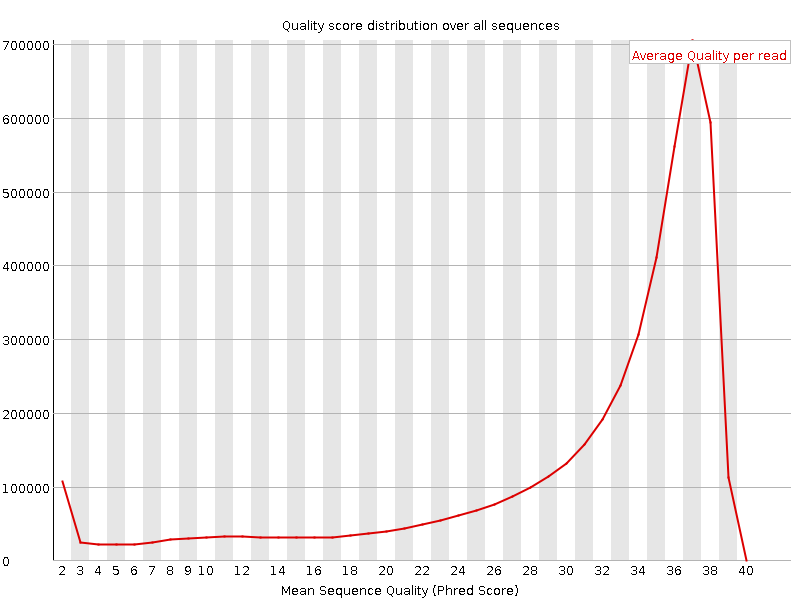 Quality score distribution over all sequences
700000
Average Quality per read
600000
500000
400000
300000
200000
100000
0
2 3 4 5 6 7 8 9 10 12 14 16 18 20 22 24 26 28 30 32 34 36 38 40
Mean Sequence Quality (Phred Score)